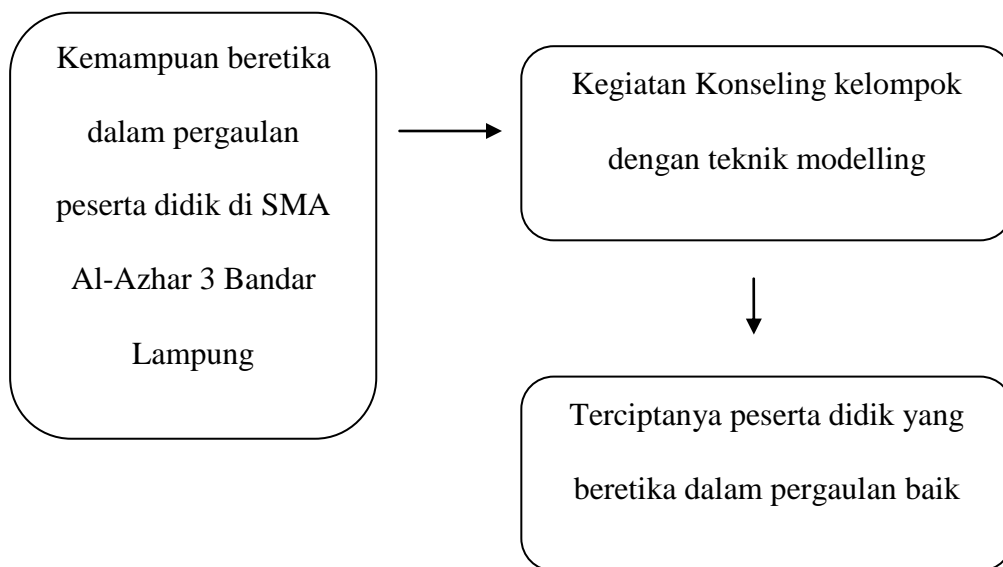 Kemampuan beretika
dalam pergaulan
peserta didik di SMA
Al-Azhar 3 Bandar
Lampung
Kegiatan Konseling kelompok
dengan teknik modelling
Terciptanya peserta didik yang
beretika dalam pergaulan baik